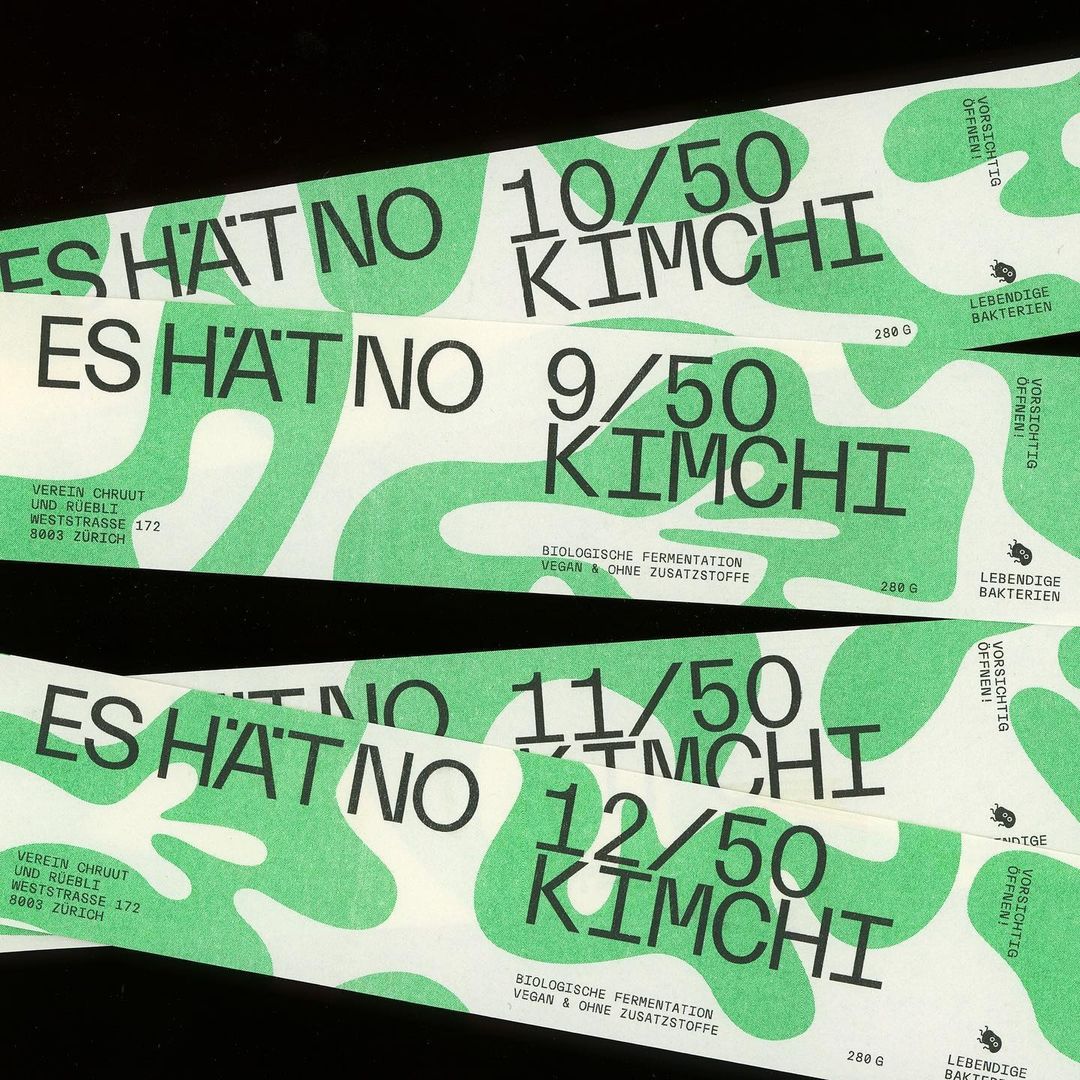 ES HÄT NO
10/50
KIMCHI
280 G
VORSICHTIG
ÖFFNEN!
LEBENDIGE
BAKTERIEN
ES HÄT NO
9/50
KIMCHI
VEREIN CHRUUT
UND RÜEBLI
WESTSTRASSE 172
8003 ZÜRICH
BIOLOGISCHE FERMENTATION
VEGAN & OHNE ZUSATZSTOFFE
280 G
VORSICHTIG
ÖFFNEN!
LEBENDIGE
BAKTERIEN
NO
11/50
KIMCHI
VORSICHTIG
ÖFFNEN!
ES HÄT NO
12/50
KIMCHI
VEREIN CHRUUT
UND RÜEBLI
WESTSTRASSE 172
8003 ZÜRICH
BIOLOGISCHE FERMENTATION
VEGAN & OHNE ZUSATZSTOFFE
280 G
VORSICHTIG
ÖFFNEN!
LEBENDIGE
BAKTERIEN